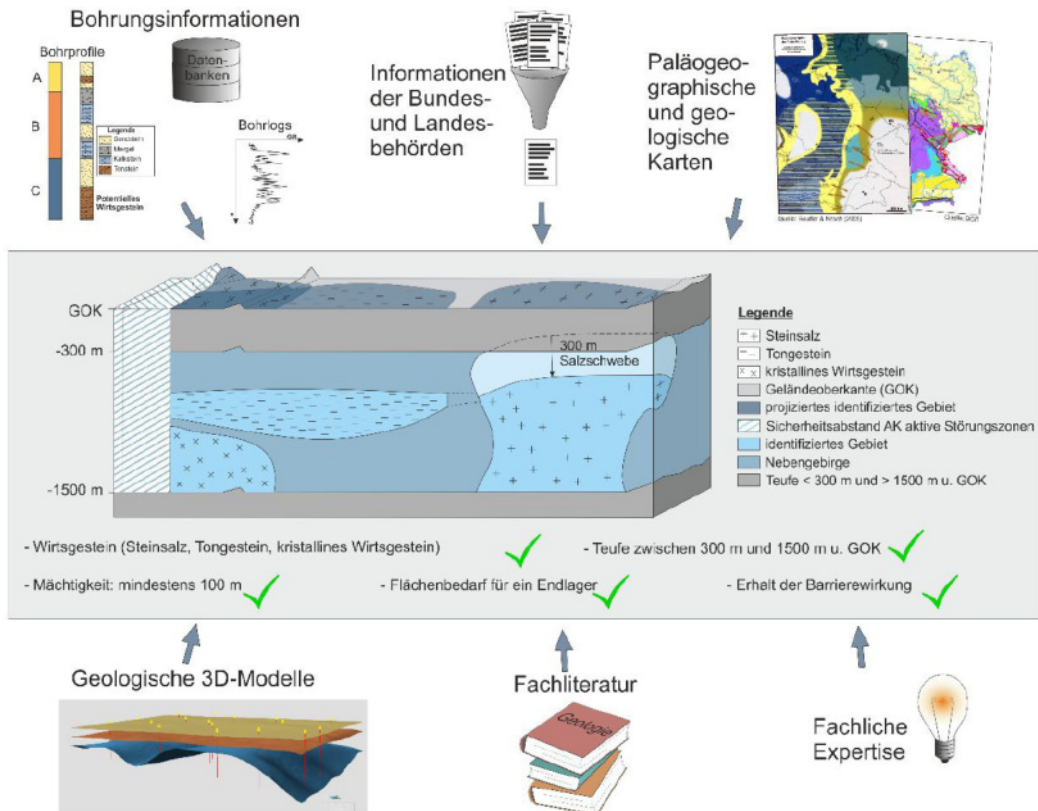 Bohrungsinformationen
Bohrprofile
A
B
C
Legende
Sandstein
Mergel
Kalkstein
Tonstein
Potentielles
Wirtsgestein
Daten-
banken
Bohrlogs
GR
Informationen
der Bundes-
und Landes-
behörden
Paläogeo-
graphische
und geo-
logische
Karten
GOK
-300 m
-1500 m
300 m
Salzschwebe
Legende
Steinsalz
Tongestein
kristallines Wirtsgestein
Geländeoberkante (GOK)
projiziertes identifiziertes Gebiet
Sicherheitsabstand AK aktive Störungszonen
identifiziertes Gebiet
Nebengebirge
Teufe < 300 m und > 1500 m u. GOK
- Wirtsgestein (Steinsalz, Tongestein, kristallines Wirtsgestein)
- Teufe zwischen 300 m und 1500 m u. GOK
- Mächtigkeit: mindestens 100 m
- Flächenbedarf für ein Endlager
- Erhalt der Barrierewirkung
Geologische 3D-Modelle
Fachliteratur
Geologie
Fachliche
Expertise